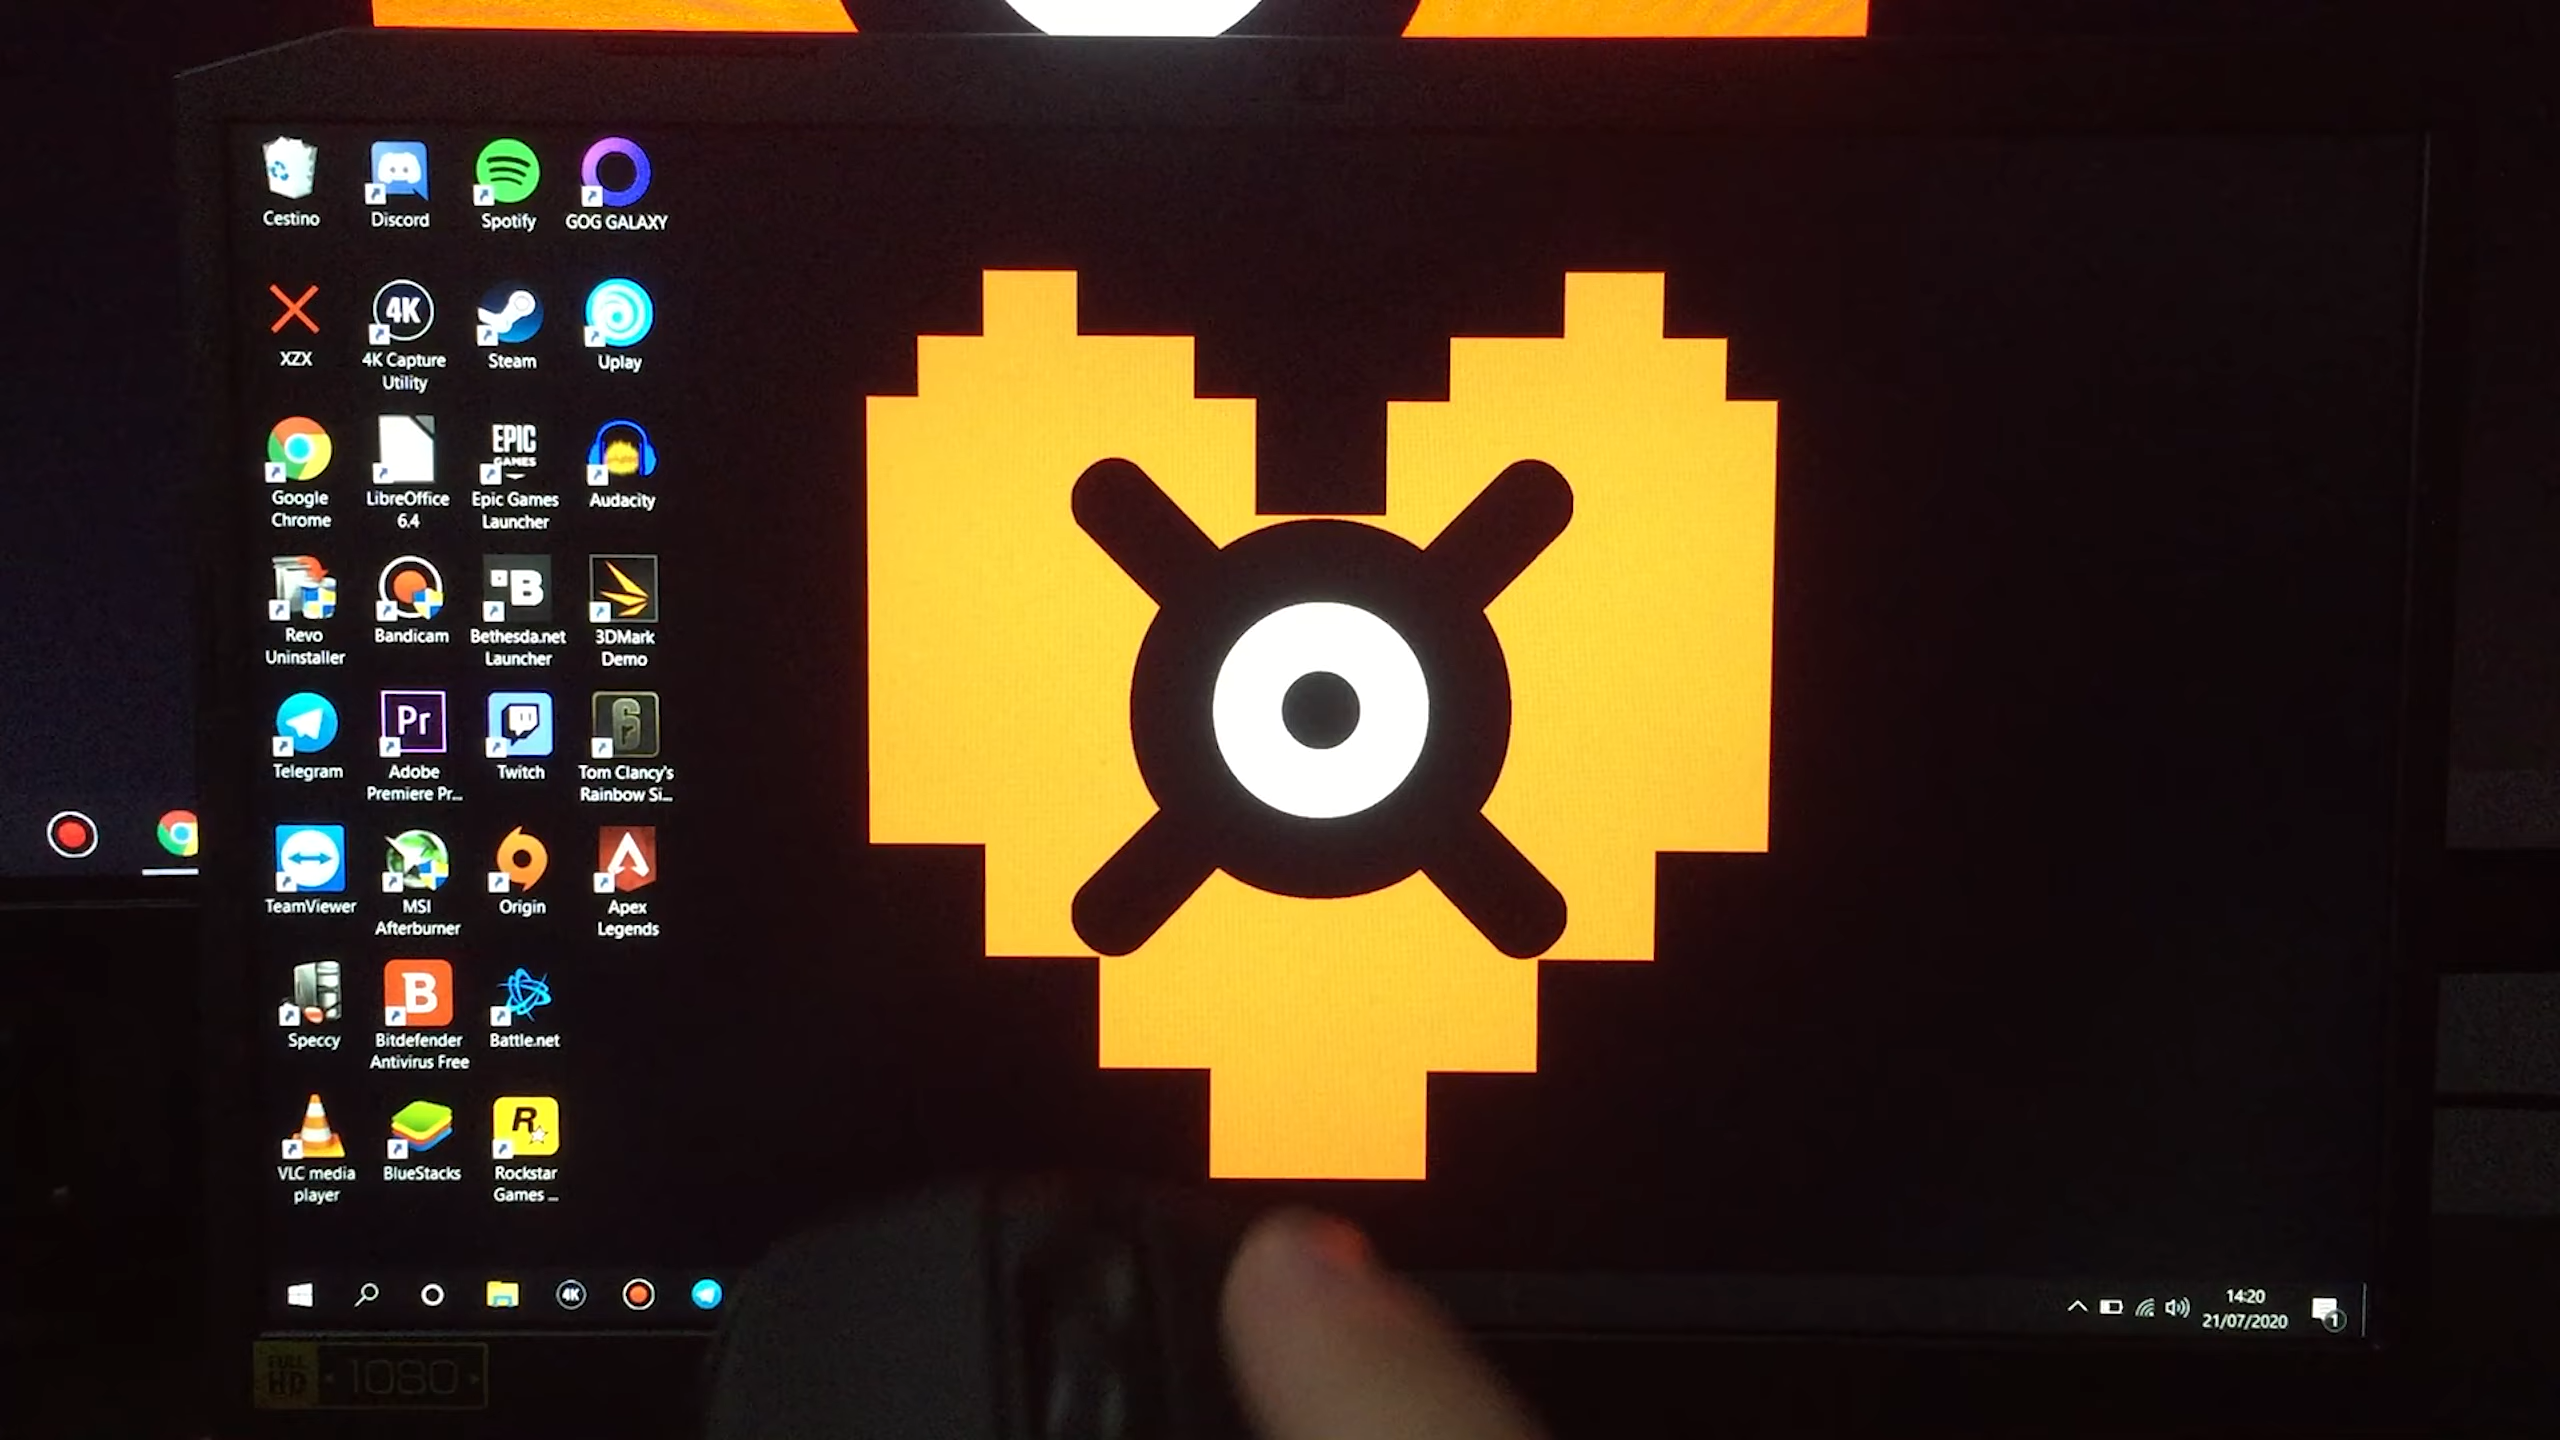 Cestino
Discord
Spotify
GOG GALAXY
XZX
4K
4K Capture
Utility
Steam
Uplay
Google
Chrome
LibreOffice
6.4
EPIC
GAMES
Epic Games
Launcher
Audacity
Revo
Uninstaller
Bandicam
B
Bethesda.net
Launcher
3DMark
Demo
Telegram
Pr
Adobe
Premiere Pr...
Twitch
6
Tom Clancy's
Rainbow Si...
TeamViewer
MSI
Afterburner
Origin
Apex
Legends
Speccy
B
Bitdefender
Antivirus Free
Battle.net
VLC media
player
BlueStacks
R
Rockstar
Games ...
4K
14:20
21/07/2020
1
FULL
HD
1080